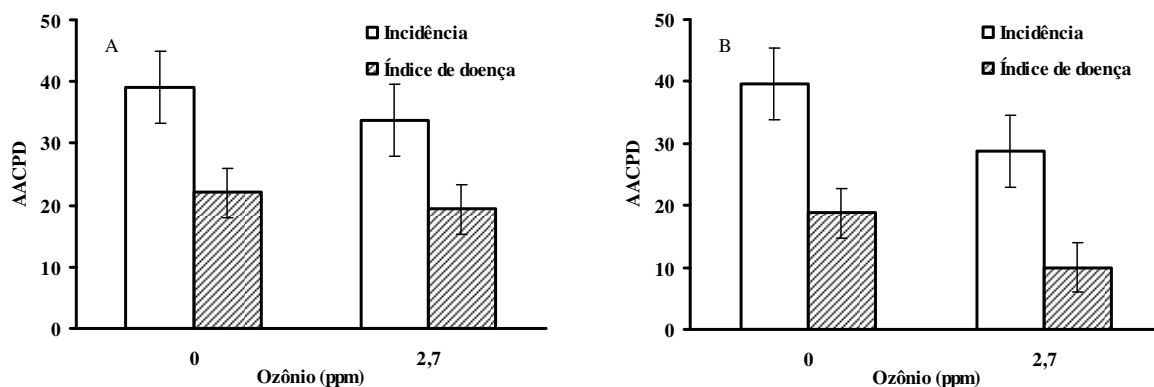 A
AACPD
50
40
30
20
10
0
Incidência
Índice de doença
0
2,7
Ozônio (ppm)
B
AACPD
50
40
30
20
10
0
Incidência
Índice de doença
0
2,7
Ozônio (ppm)